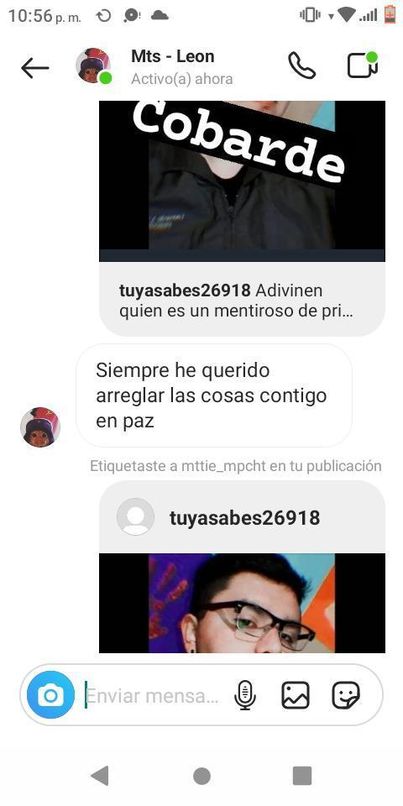 10:56 p. m.
Mts - Leon
Activo(a) ahora
Cobarde
tuyasabes26918 Adivinen
quien es un mentiroso de pri...
Siempre he querido
arreglar las cosas contigo
en paz
Etiquetaste a mttie_mpcht en tu publicación
tuyasabes26918
Enviar mensa...